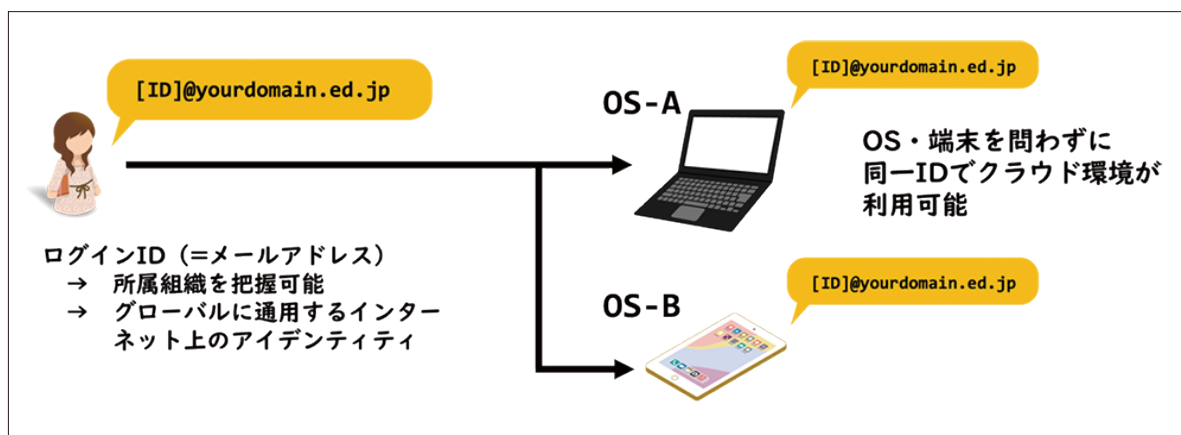 [ID]@yourdomain.ed.jp
ログインID（＝メールアドレス）
→ 所属組織を把握可能
→ グローバルに通用するインター
ネット上のアイデンティティ
OS-A
[ID]@yourdomain.ed.jp
OS・端末を問わずに
同一IDでクラウド環境が
利用可能
OS-B
[ID]@yourdomain.ed.jp